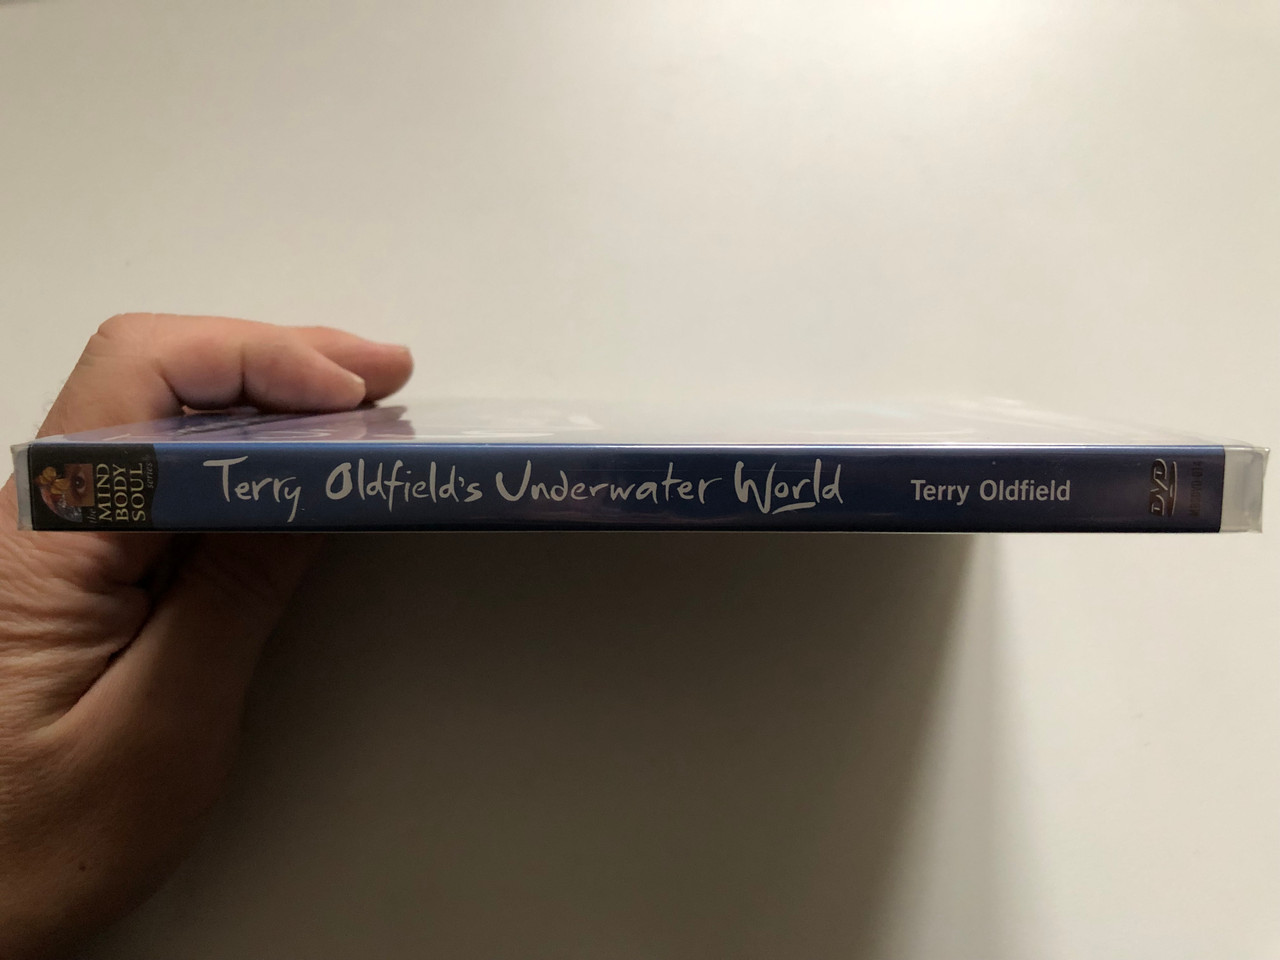 the
MIND
BODY
SOUL
series
Terry Oldfield's Underwater World
Terry Oldfield
DVD